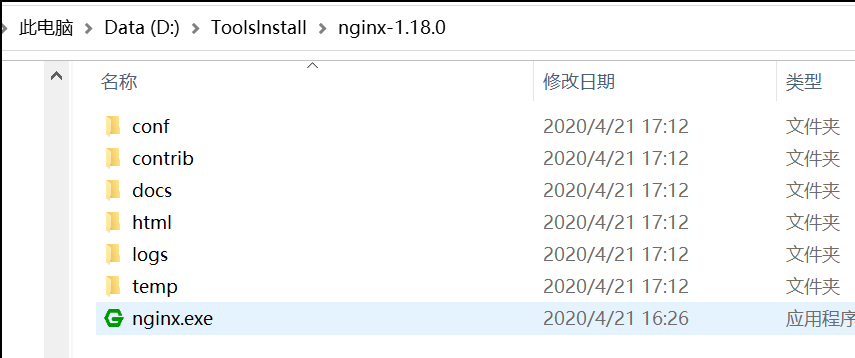 此电脑 > Data (D:) > ToolsInstall > nginx-1.18.0
名称 修改日期 类型
conf 2020/4/21 17:12 文件夹
contrib 2020/4/21 17:12 文件夹
docs 2020/4/21 17:12 文件夹
html 2020/4/21 17:12 文件夹
logs 2020/4/21 17:12 文件夹
temp 2020/4/21 17:12 文件夹
nginx.exe 2020/4/21 16:26 应用程序